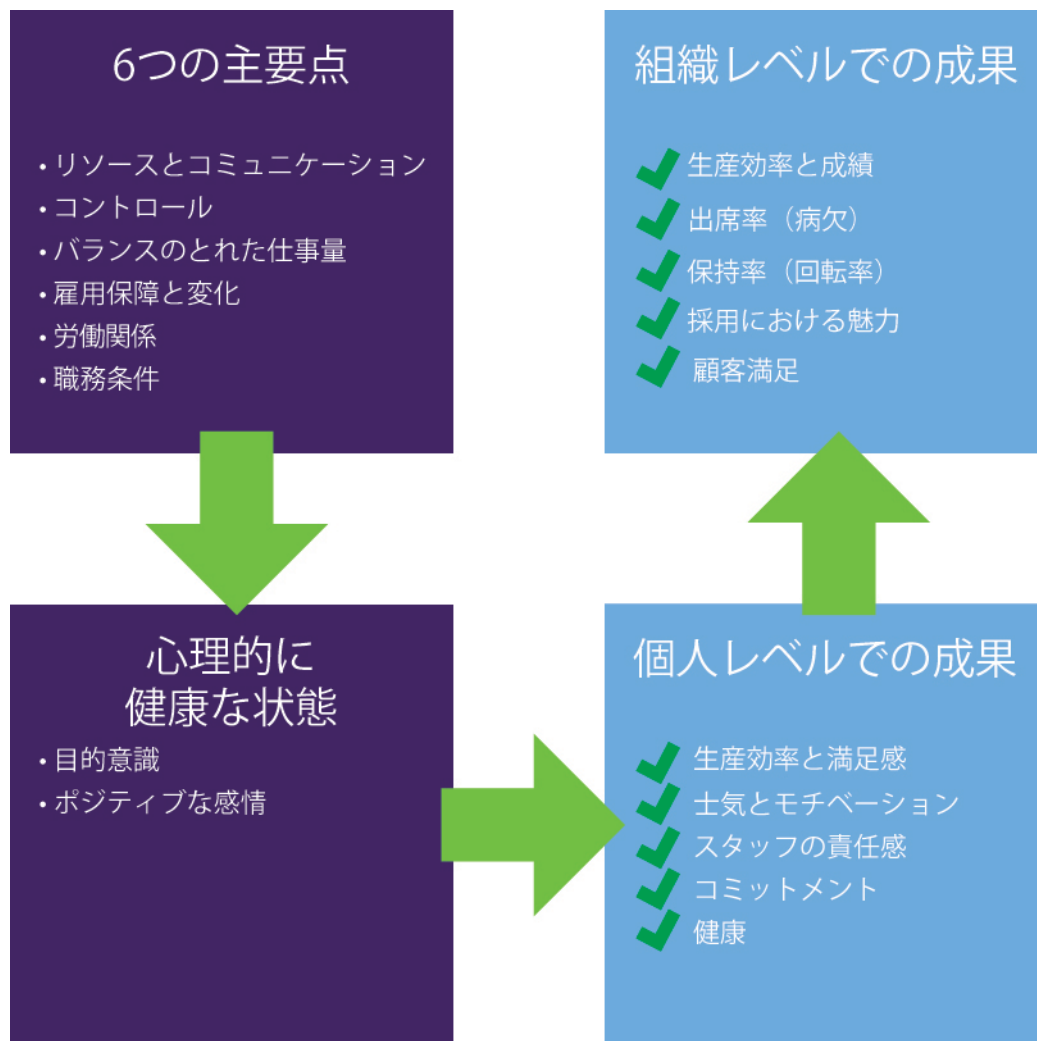 6つの主要点
• リソースとコミュニケーション
• コントロール
• バランスのとれた仕事量
• 雇用保障と変化
• 労働関係
• 職務条件
心理的に
健康な状態
• 目的意識
• ポジティブな感情
個人レベルでの成果
生産効率と満足感
士気とモチベーション
スタッフの責任感
コミットメント
健康
組織レベルでの成果
生産効率と成績
出席率（病欠）
保持率（回転率）
採用における魅力
顧客満足